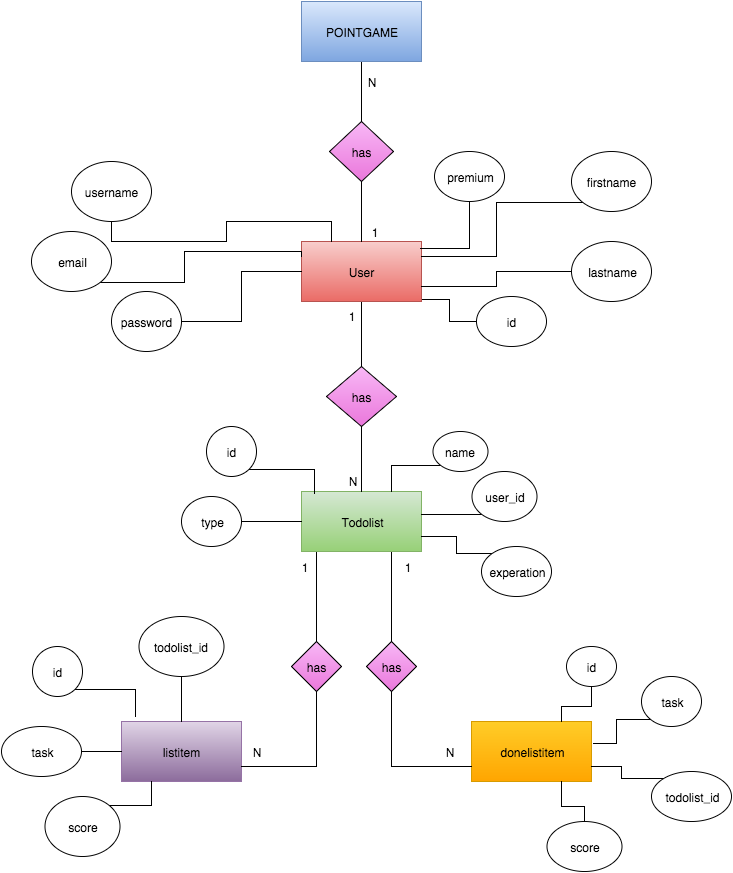 POINTGAME
N
has
username
premium
firstname
1
email
User
lastname
password
1
id
has
id
name
N
user_id
type
Todolist
experation
1
1
todolist_id
id
has
has
id
task
task
listitem
N
N
donelistitem
todolist_id
score
score